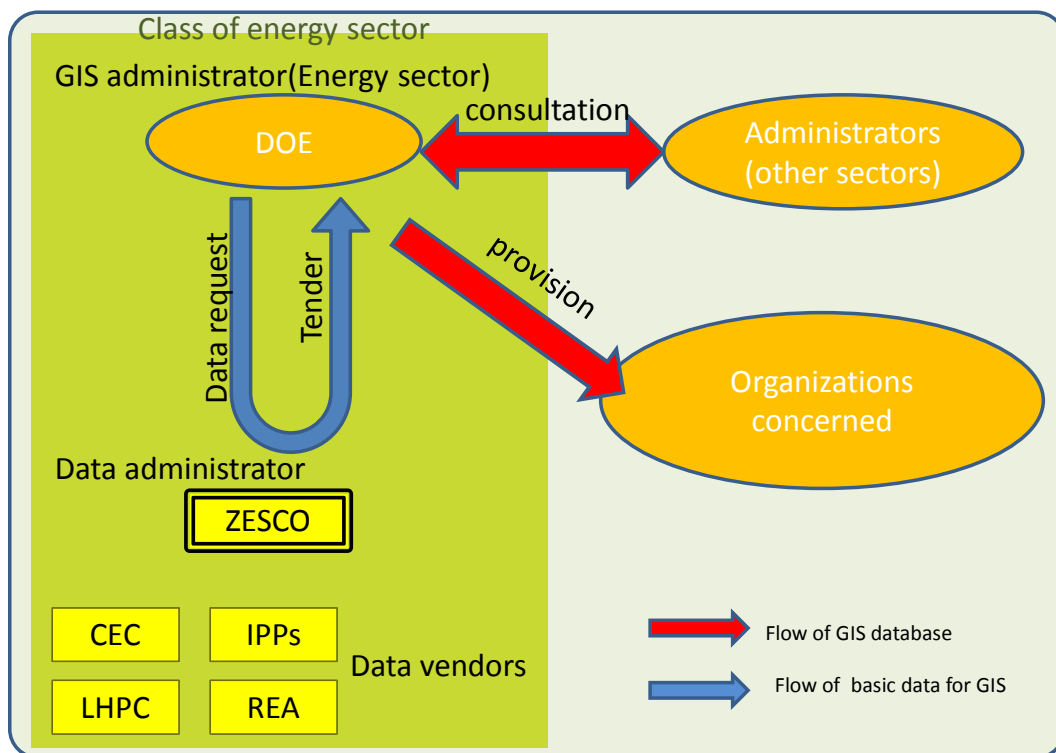 Class of energy sector
GIS administrator(Energy sector)
DOE
consultation
Administrators
(other sectors)
Data request
Tender
provision
Organizations
concerned
Data administrator
ZESCO
CEC
IPPs
Data vendors
LHPC
REA
Flow of GIS database
Flow of  basic data for GIS